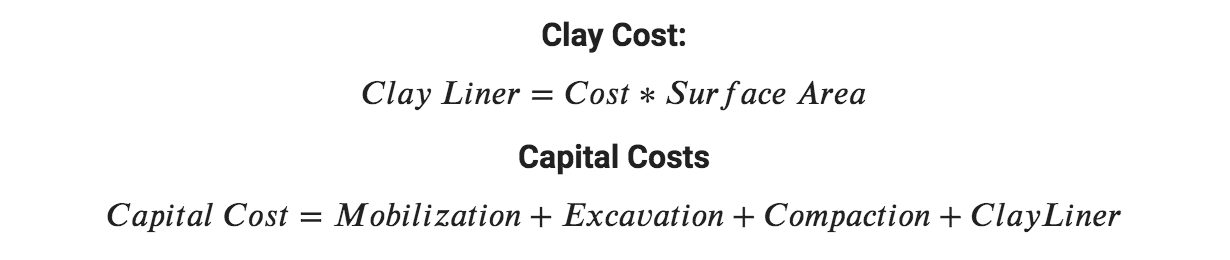 Clay Cost:
Clay Liner = Cost * Surface Area
Capital Costs
Capital Cost = Mobilization + Excavation + Compaction + ClayLiner